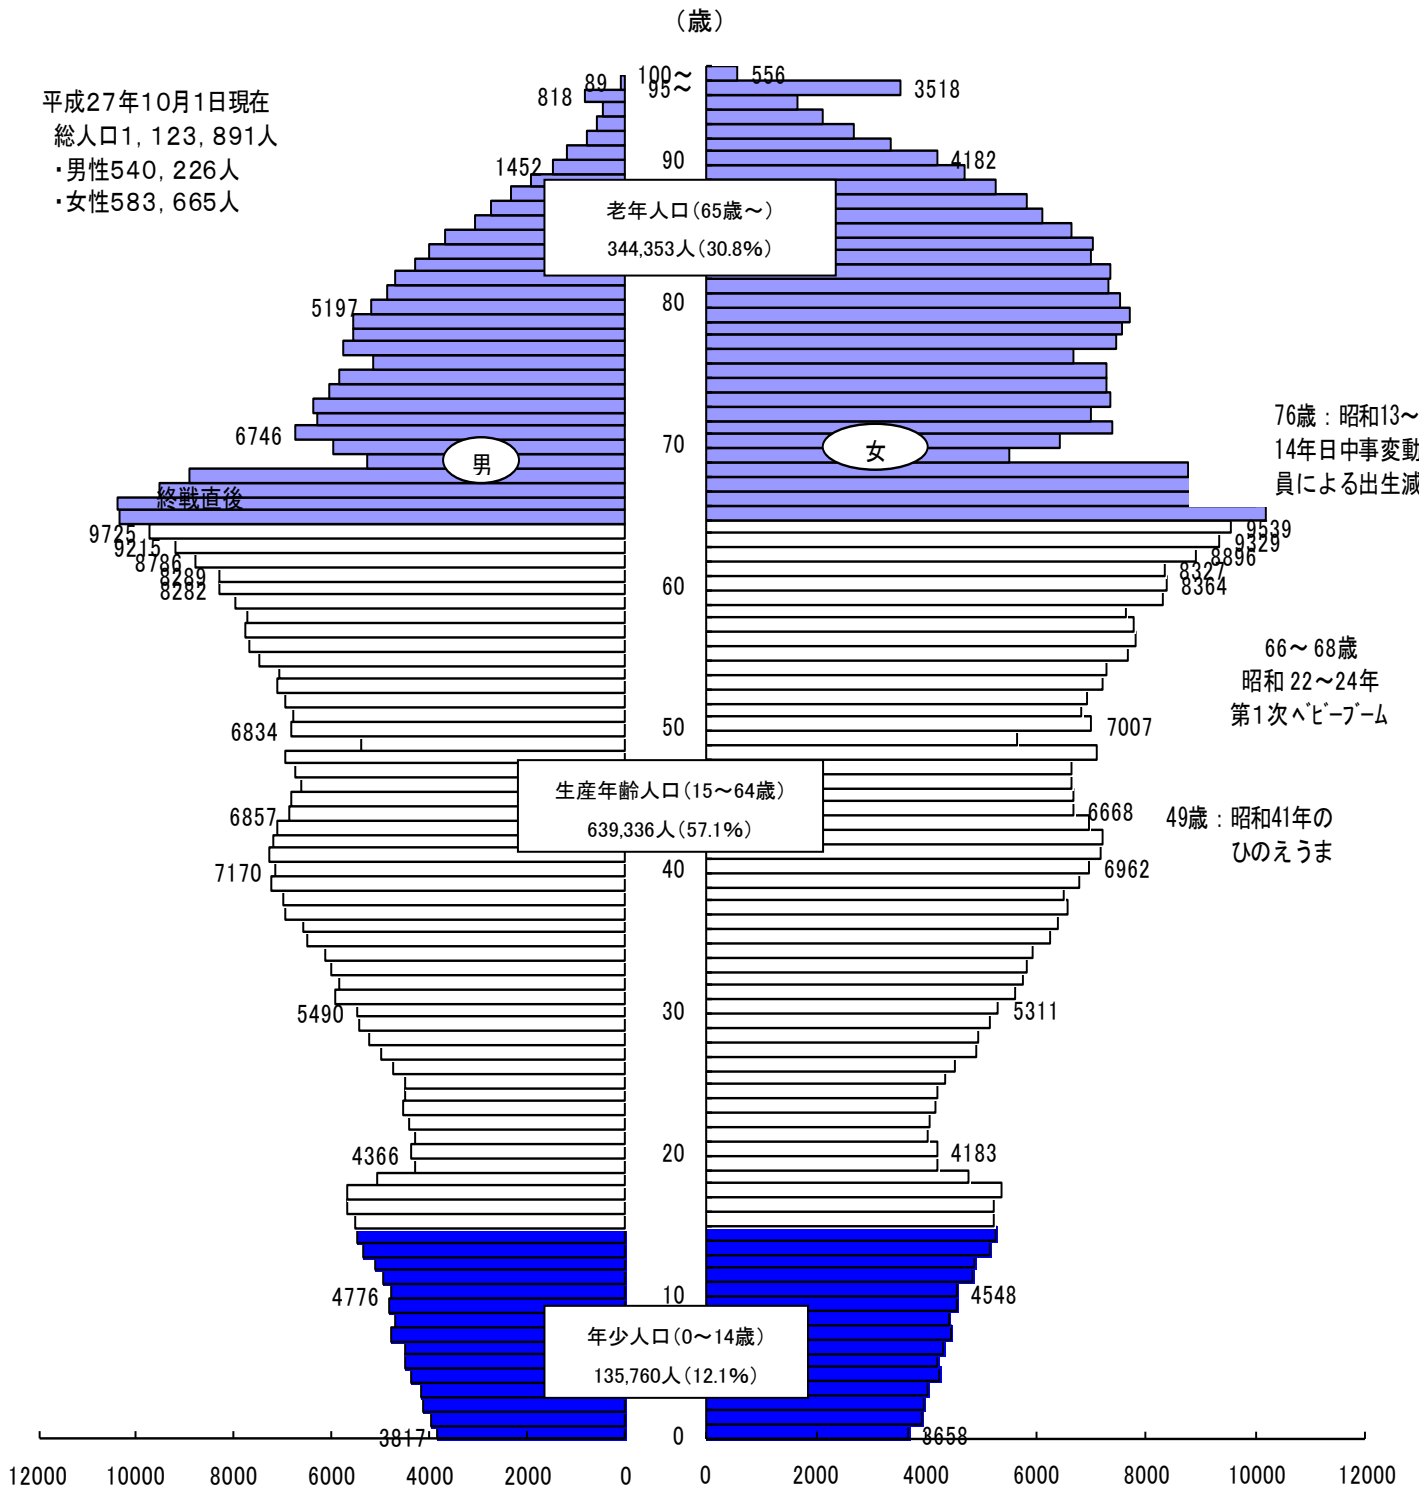 （歳）
平成27年10月1日現在
総人口1，123，891人
・男性540，226人
・女性583，665人
89
100～
556
818
95～
3518
1452
90
4182
老年人口（65歳～）
344,353人（30.8％）
5197
80
76歳：昭和13～
14年日中事変動
員による出生減
6746
70
男
女
終戦直後
9725
9539
9215
9329
8786
8896
8289
8327
8282
60
8364
66～68歳
昭和 22～24年
第1次ﾍﾞﾋﾞｰﾌﾞｰﾑ
6834
50
7007
生産年齢人口（15～64歳）
639,336人（57.1％）
6857
6668
49歳：昭和41年の
ひのえうま
7170
40
6962
5490
30
5311
4366
20
4183
4776
10
4548
年少人口（0～14歳）
135,760人（12.1％）
3817
0
3658
12000 10000 8000 6000 4000 2000 0 0 2000 4000 6000 8000 10000 12000